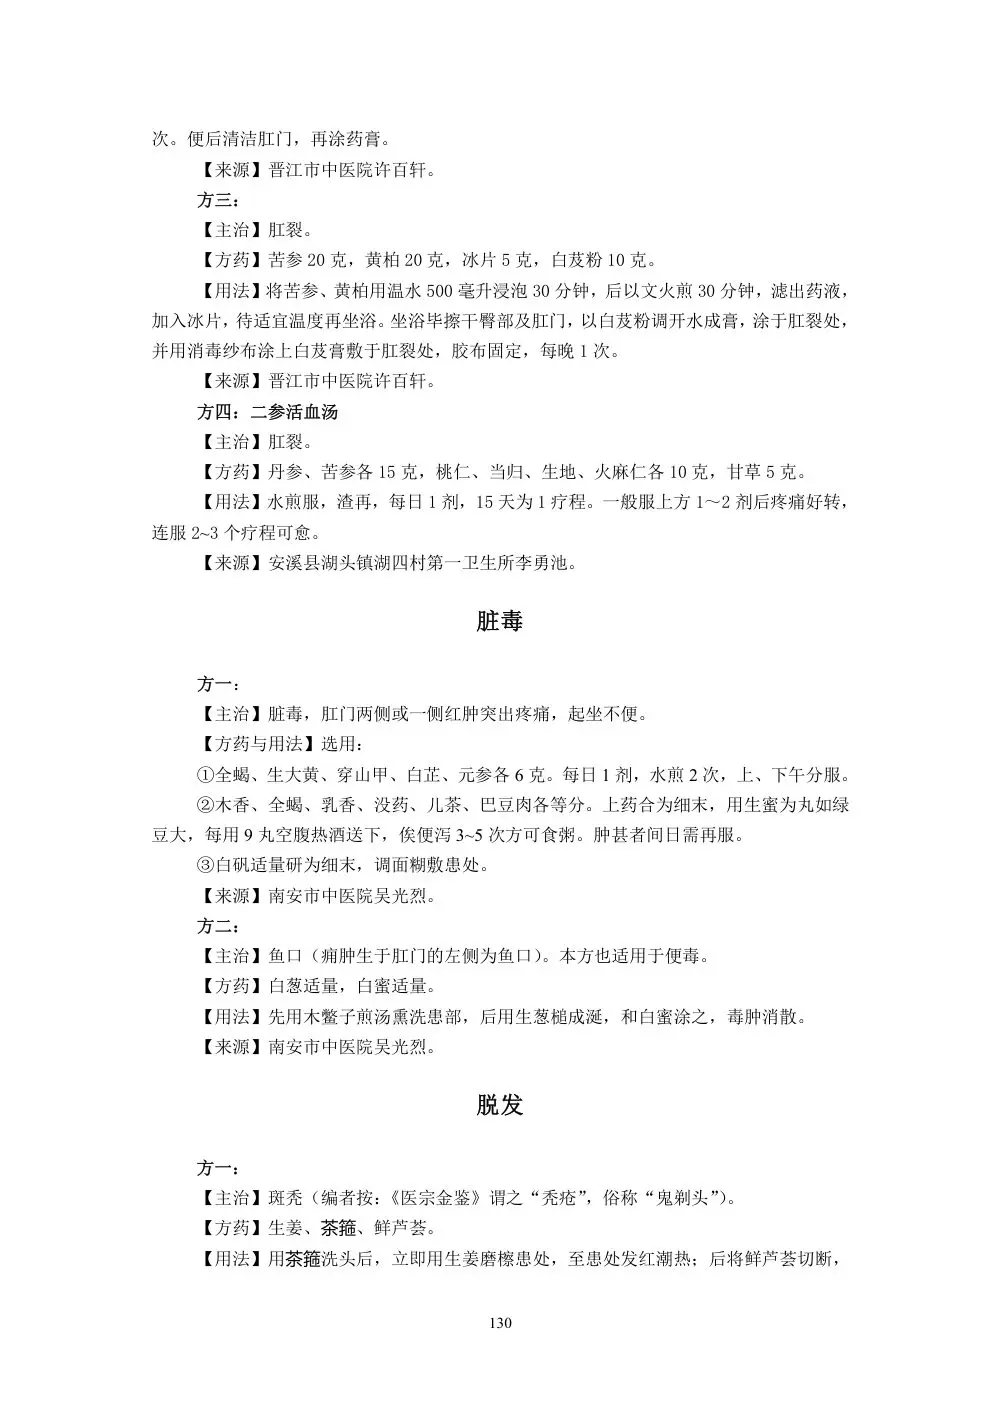 次。便后清洁肛门，再涂药膏。
【来源】晋江市中医院许百轩。
方三：
【主治】肛裂。
【方药】苦参 20 克，黄柏 20 克，冰片 5 克，白芨粉 10 克。
【用法】将苦参、黄柏用温水 500 毫升浸泡 30 分钟，后以文火煎 30 分钟，滤出药液，
加入冰片，待适宜温度再坐浴。坐浴毕擦干臀部及肛门，以白芨粉调开水成膏，涂于肛裂处，
并用消毒纱布涂上白芨膏敷于肛裂处，胶布固定，每晚 1 次。
【来源】晋江市中医院许百轩。
方四：二参活血汤
【主治】肛裂。
【方药】丹参、苦参各 15 克，桃仁、当归、生地、火麻仁各 10 克，甘草 5 克。
【用法】水煎服，渣再，每日 1 剂，15 天为 1 疗程。一般服上方 1～2 剂后疼痛好转，
连服 2~3 个疗程可愈。
【来源】安溪县湖头镇湖四村第一卫生所李勇池。
脏毒
方一：
【主治】脏毒，肛门两侧或一侧红肿突出疼痛，起坐不便。
【方药与用法】选用：
①全蝎、生大黄、穿山甲、白芷、元参各 6 克。每日 1 剂，水煎 2 次，上、下午分服。
②木香、全蝎、乳香、没药、儿茶、巴豆肉各等分。上药合为细末，用生蜜为丸如绿
豆大，每用 9 丸空腹热酒送下，俟便泻 3~5 次方可食粥。肿甚者间日需再服。
③白矾适量研为细末，调面糊敷患处。
【来源】南安市中医院吴光烈。
方二：
【主治】鱼口（痈肿生于肛门的左侧为鱼口）。本方也适用于便毒。
【方药】白葱适量，白蜜适量。
【用法】先用木鳖子煎汤熏洗患部，后用生葱槌成涎，和白蜜涂之，毒肿消散。
【来源】南安市中医院吴光烈。
脱发
方一：
【主治】斑秃（编者按：《医宗金鉴》谓之“秃疮”，俗称“鬼剃头”）。
【方药】生姜、茶箍、鲜芦荟。
【用法】用茶箍洗头后，立即用生姜磨檫患处，至患处发红潮热；后将鲜芦荟切断，
130